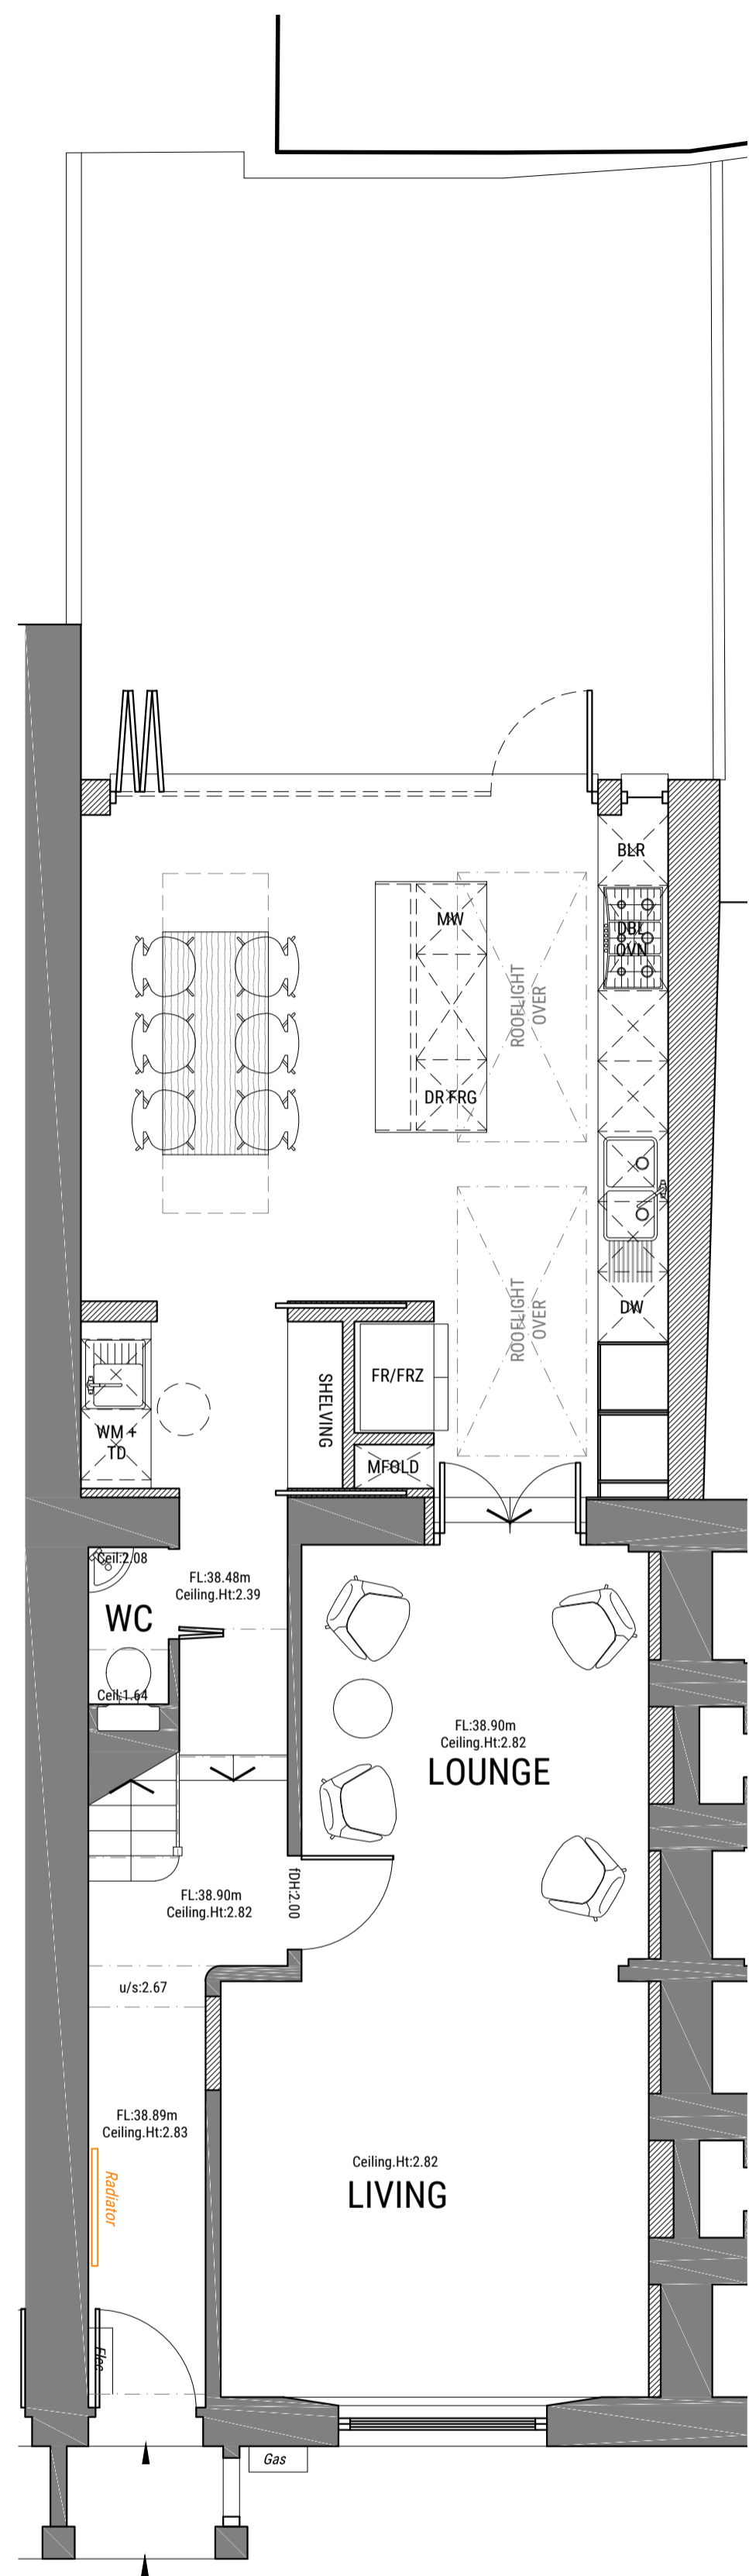 BLR
MW
DBL
OVN
ROOFLIGHT
OVER
DR FRG
ROOFLIGHT
OVER
DW
SHELVING
FR/FRZ
WM +
TD
MFOLD
Ceil:2.08
FL:38.48m
Ceiling.Ht:2.39
WC
Ceil:1.64
FL:38.90m
Ceiling.Ht:2.82
LOUNGE
fDH:2.00
FL:38.90m
Ceiling.Ht:2.82
u/s:2.67
FL:38.89m
Ceiling.Ht:2.83
Radiator
Ceiling.Ht:2.82
LIVING
Elec
Gas